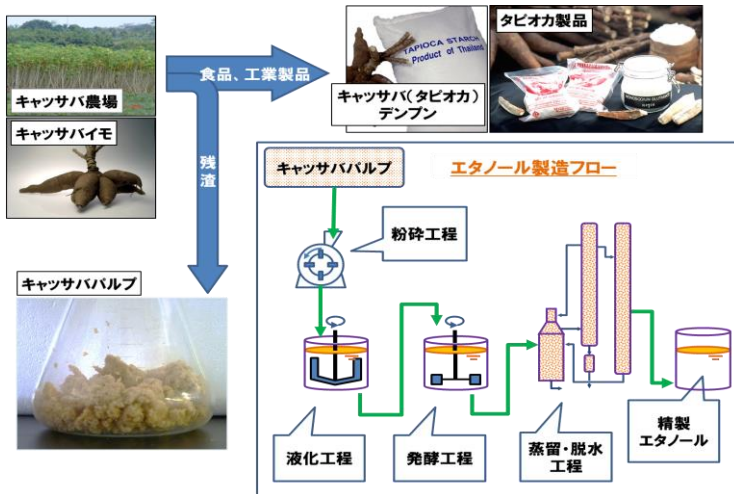 キャッサバ農場
キャッサバイモ
食品、工業製品
残渣
TAPIOCA STARCH
Product of Thailand
キャッサバ(タピオカ)
デンプン
タピオカ製品
キャッサバパルプ
キャッサバパルプ
エタノール製造フロー
粉砕工程
液化工程
発酵工程
蒸留・脱水
工程
精製
エタノール